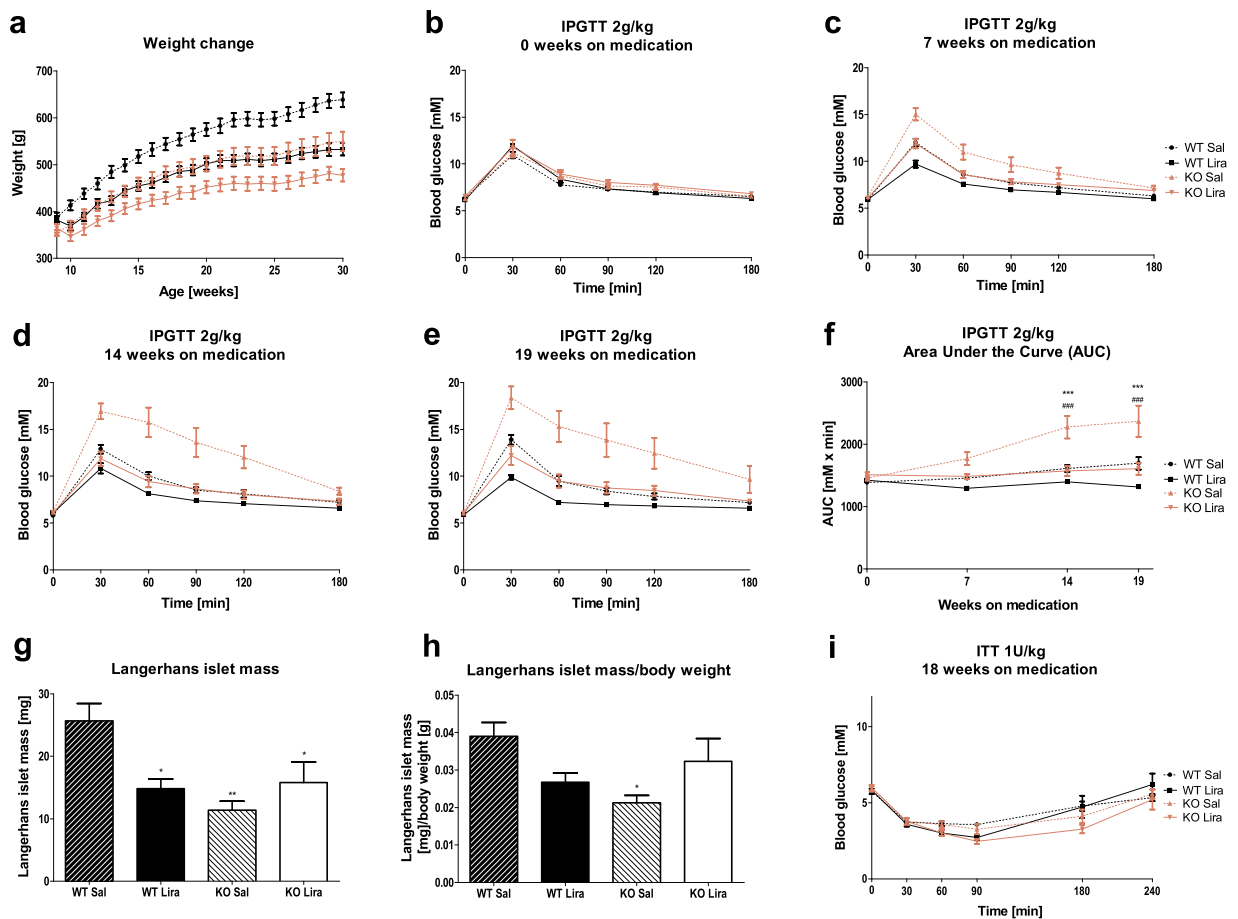 a
Weight change
700
600
500
400
300
Weight [g]
10 15 20 25 30
Age [weeks]
b
IPGTT 2g/kg
0 weeks on medication
20
15
10
5
0
Blood glucose [mM]
0 30 60 90 120 180
Time [min]
c
IPGTT 2g/kg
7 weeks on medication
20
15
10
5
0
Blood glucose [mM]
0 30 60 90 120 180
Time [min]
WT Sal
WT Lira
KO Sal
KO Lira
d
IPGTT 2g/kg
14 weeks on medication
20
15
10
5
0
Blood glucose [mM]
0 30 60 90 120 180
Time [min]
e
IPGTT 2g/kg
19 weeks on medication
20
15
10
5
0
Blood glucose [mM]
0 30 60 90 120 180
Time [min]
f
IPGTT 2g/kg
Area Under the Curve (AUC)
3000
2000
1000
0
AUC [mM x min]
*** ***
### ###
0 7 14 19
Weeks on medication
WT Sal
WT Lira
KO Sal
KO Lira
g
Langerhans islet mass
30
20
10
0
Langerhans islet mass [mg]
* ** *
WT Sal WT Lira KO Sal KO Lira
h
Langerhans islet mass/body weight
0.05
0.04
0.03
0.02
0.01
0.00
Langerhans islet mass
[mg]/body weight [g]
*
WT Sal WT Lira KO Sal KO Lira
i
ITT 1U/kg
18 weeks on medication
10
5
0
Blood glucose [mM]
0 30 60 90 180 240
Time [min]
WT Sal
WT Lira
KO Sal
KO Lira